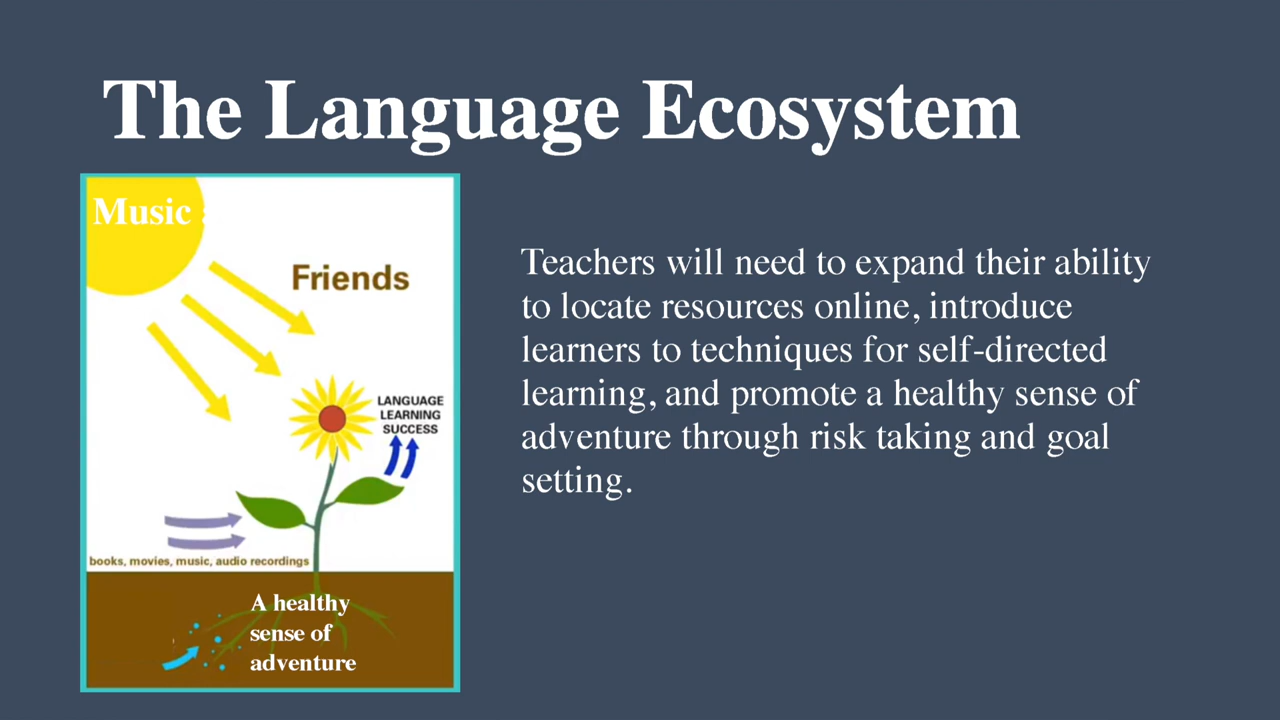 The Language Ecosystem
Music
Friends
LANGUAGE
LEARNING
SUCCESS
books, movies, music, audio recordings
A healthy
sense of
adventure
Teachers will need to expand their ability
to locate resources online, introduce
learners to techniques for self-directed
learning, and promote a healthy sense of
adventure through risk taking and goal
setting.